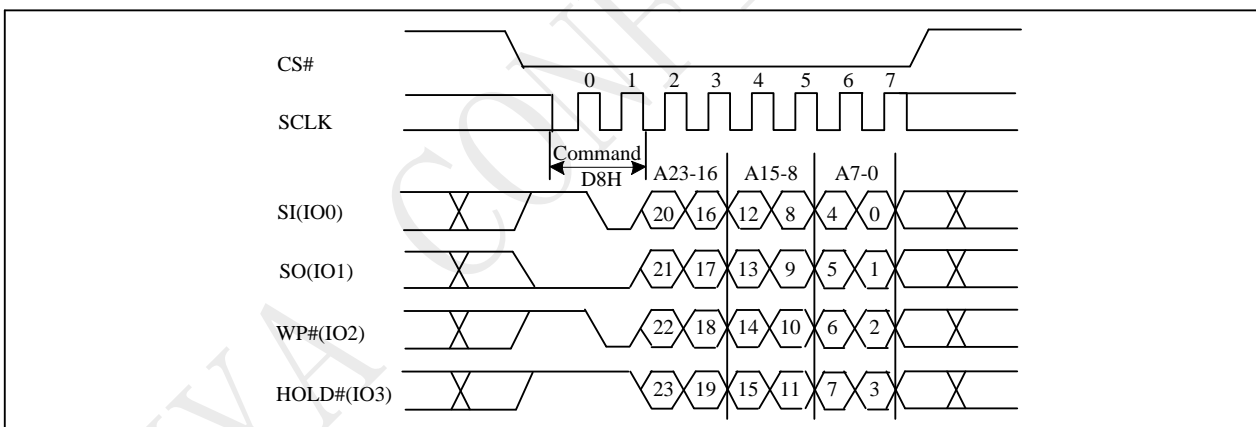 CS#
0 1 2 3 4 5 6 7
SCLK
Command
D8H
A23-16 A15-8 A7-0
SI(IO0) 20 16 12 8 4 0
SO(IO1) 21 17 13 9 5 1
WP#(IO2) 22 18 14 10 6 2
HOLD#(IO3) 23 19 15 11 7 3